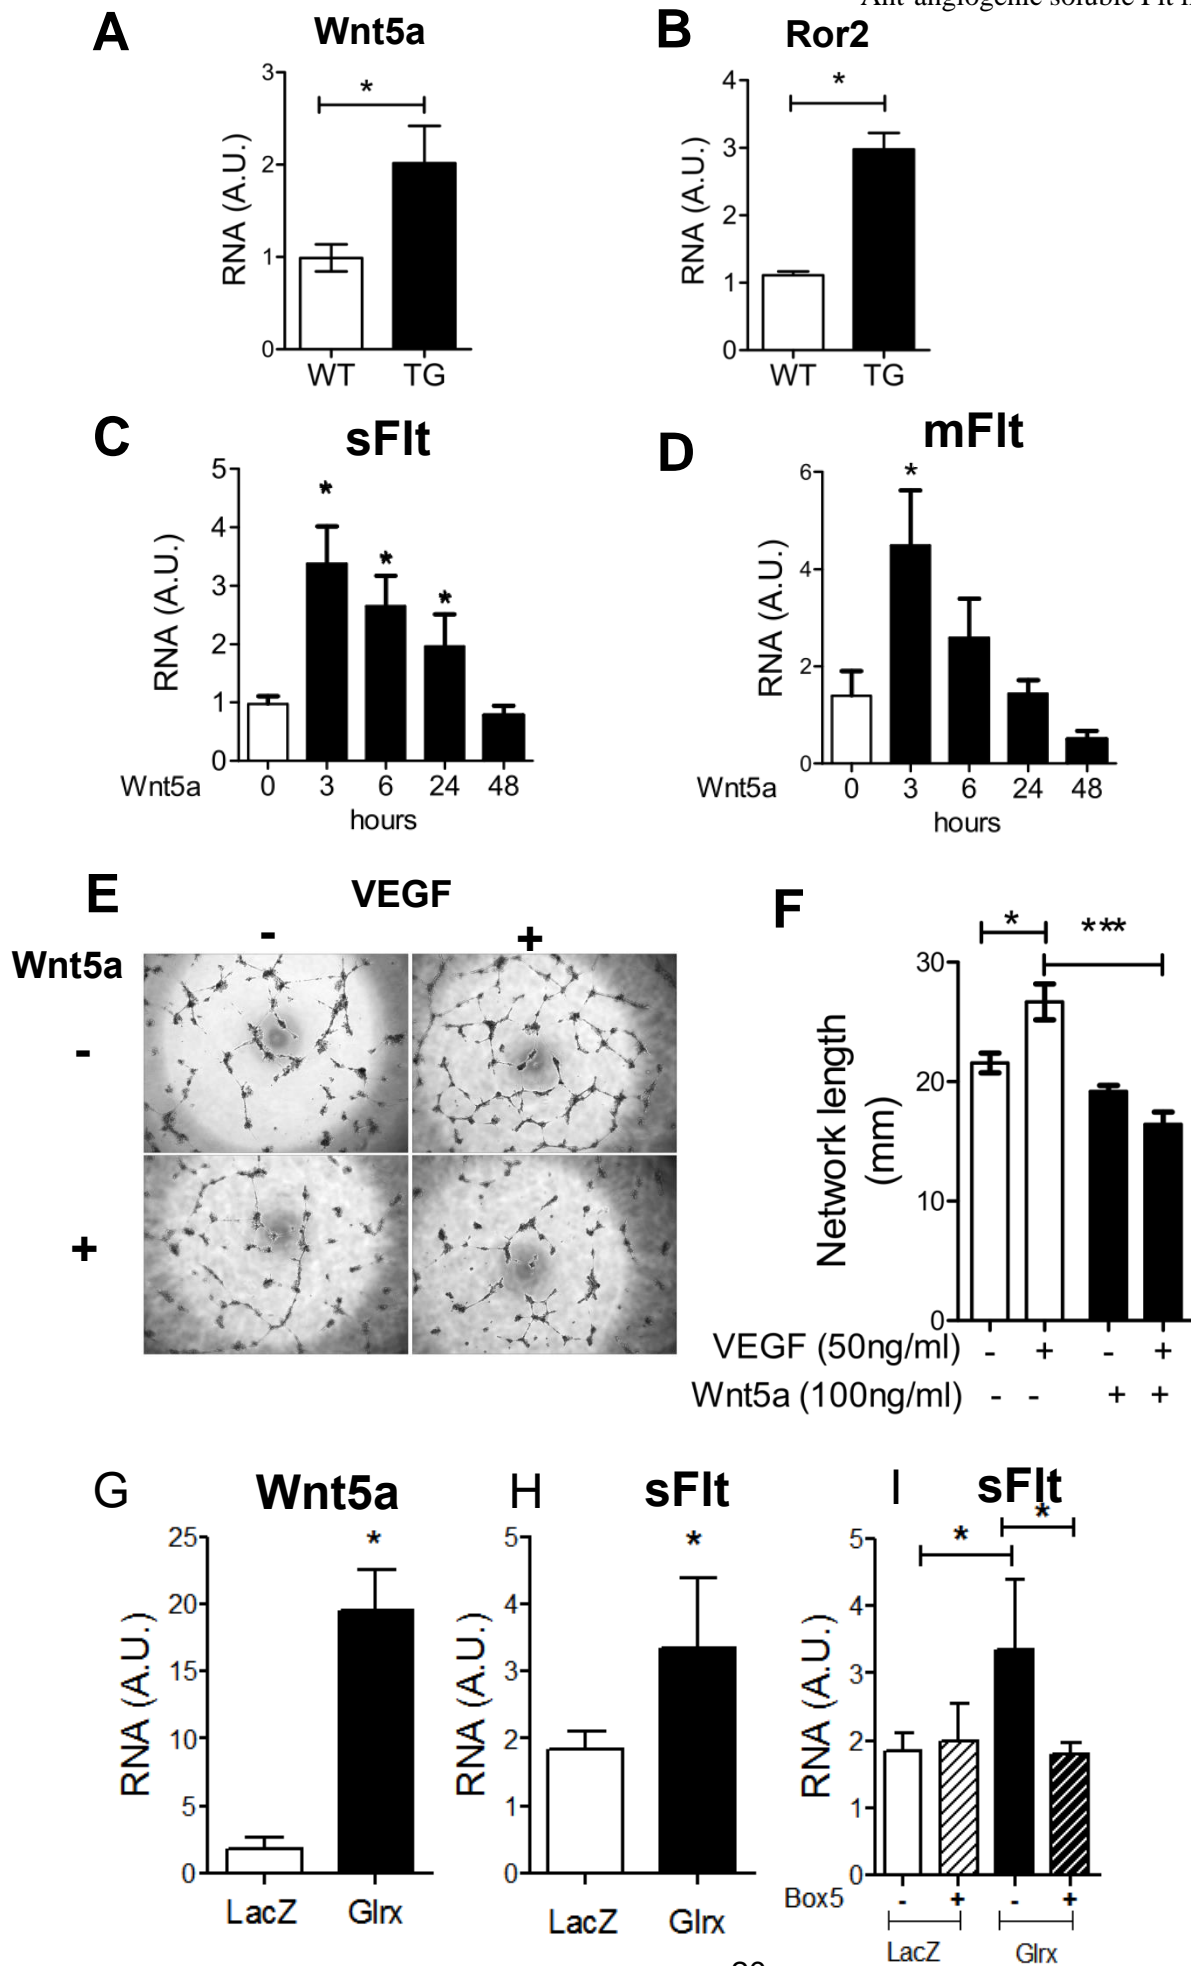 Ant-angiogenic soluble Flt
A Wnt5a
RNA (A.U.)
3
2
1
0
*
WT TG
B Ror2
RNA (A.U.)
4
3
2
1
0
*
WT TG
C sFlt
RNA (A.U.)
5
4
3
2
1
0
* * *
Wnt5a 0 3 6 24 48
hours
D mFlt
RNA (A.U.)
6
4
2
0
*
Wnt5a 0 3 6 24 48
hours
E VEGF
- +
Wnt5a
-
+
F
* ***
Network length
(mm)
30
20
10
0
VEGF (50ng/ml) - + - +
Wnt5a (100ng/ml) - - + +
G Wnt5a
RNA (A.U.)
25
20
15
10
5
0
*
LacZ Glrx
H sFlt
RNA (A.U.)
5
4
3
2
1
0
*
LacZ Glrx
I sFlt
RNA (A.U.)
5
4
3
2
1
0
* *
Box5 - + - +
LacZ Glrx